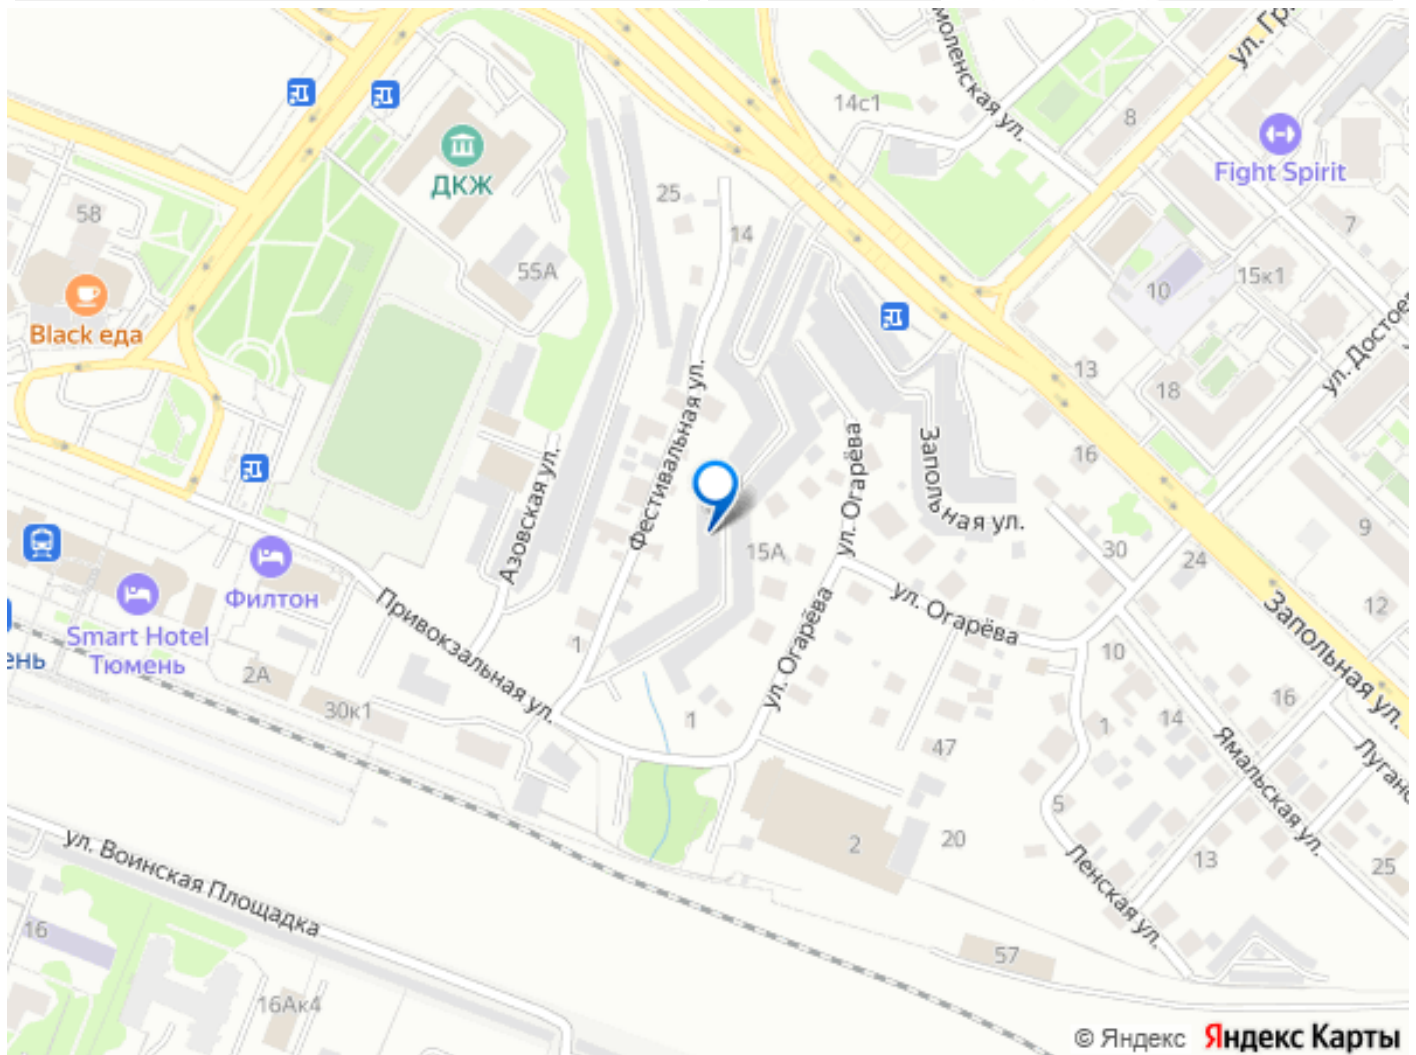 ул. Гр
моленская ул.
14с1
8
Fight Spirit
ДКЖ
25
58
14
7
55А
15к1
10
Black еда
ул. Достоев
13
18
Фестивальная ул.
ул. Огарёва
Запольная ул.
16
Азовская ул.
9
15А
30
24
Филтон
Smart Hotel
Тюмень
ень
Привокзальная ул.
ул. Огарёва
ул. Огарёва
12
Запольная ул.
1
10
2А
30к1
16
1
1
14
47
Ямальская ул.
Луганс
5
2
20
13
25
ул. Воинская Площадка
Ленская ул.
16
57
16Ак4
© Яндекс Яндекс Карты